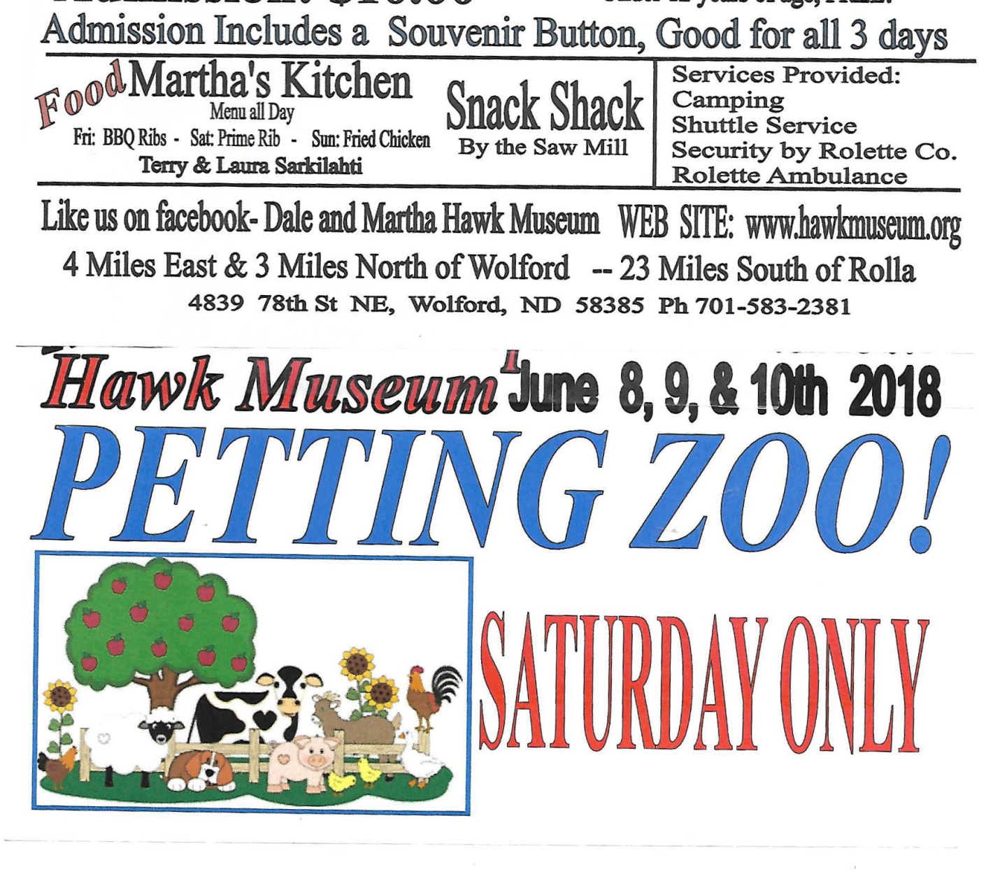 Admission: $10.00
Admission Includes a Souvenir Button, Good for all 3 days
Food
Martha's Kitchen
Menu all Day
Fri: BBQ Ribs - Sat: Prime Rib - Sun: Fried Chicken
Terry & Laura Sarkilahti
Snack Shack
By the Saw Mill
Services Provided:
Camping
Shuttle Service
Security by Rolette Co.
Rolette Ambulance
Like us on facebook- Dale and Martha Hawk Museum WEB SITE: www.hawkmuseum.org
4 Miles East & 3 Miles North of Wolford -- 23 Miles South of Rolla
4839 78th St NE, Wolford, ND 58385 Ph 701-583-2381
Hawk Museum June 8, 9, & 10th 2018
PETTING ZOO!
SATURDAY ONLY